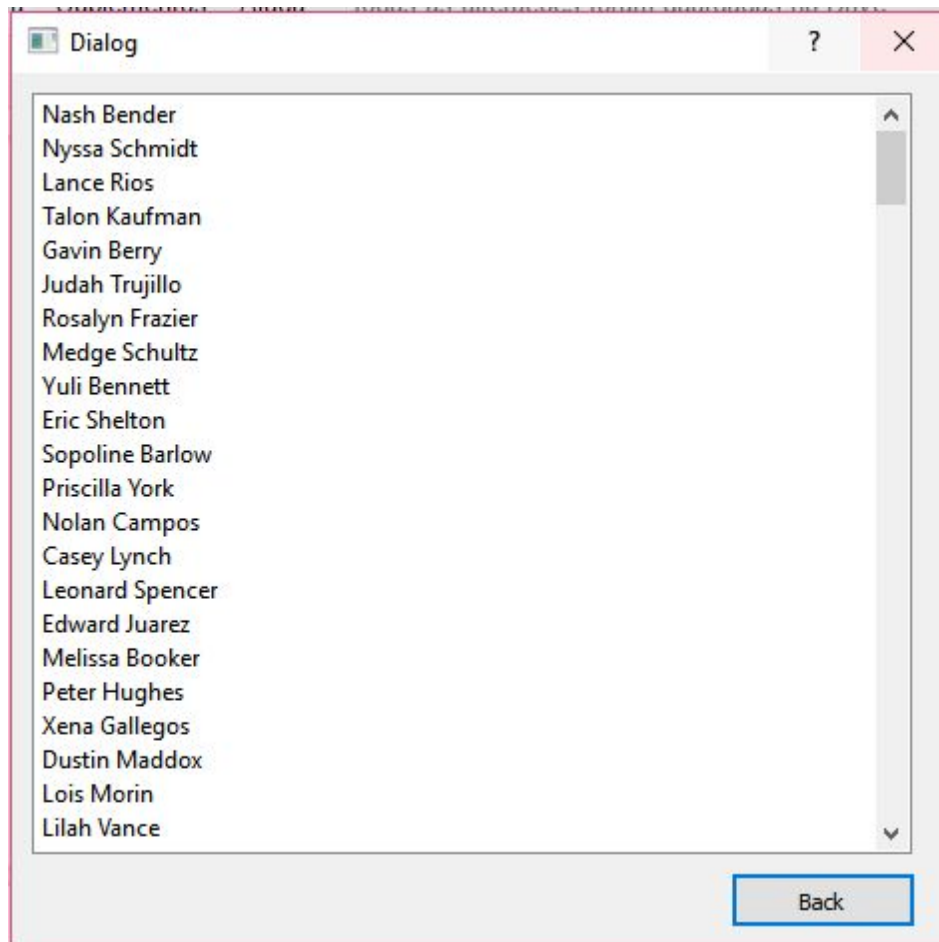 Dialog
?
Nash Bender
Nyssa Schmidt
Lance Rios
Talon Kaufman
Gavin Berry
Judah Trujillo
Rosalyn Frazier
Medge Schultz
Yuli Bennett
Eric Shelton
Sopoline Barlow
Priscilla York
Nolan Campos
Casey Lynch
Leonard Spencer
Edward Juarez
Melissa Booker
Peter Hughes
Xena Gallegos
Dustin Maddox
Lois Morin
Lilah Vance
Back